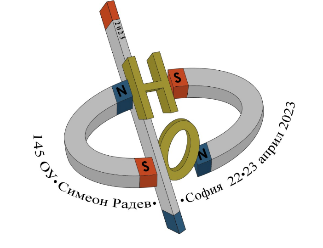 2023
Н
N S
О
S N
145 ОУ•Симеон Радев•
•София 22•23 април 2023